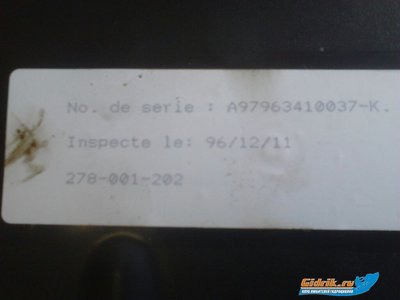 No. de serie : A97963410037-K.
Inspecte le: 96/12/11
278-001-202
Gidrik.ru